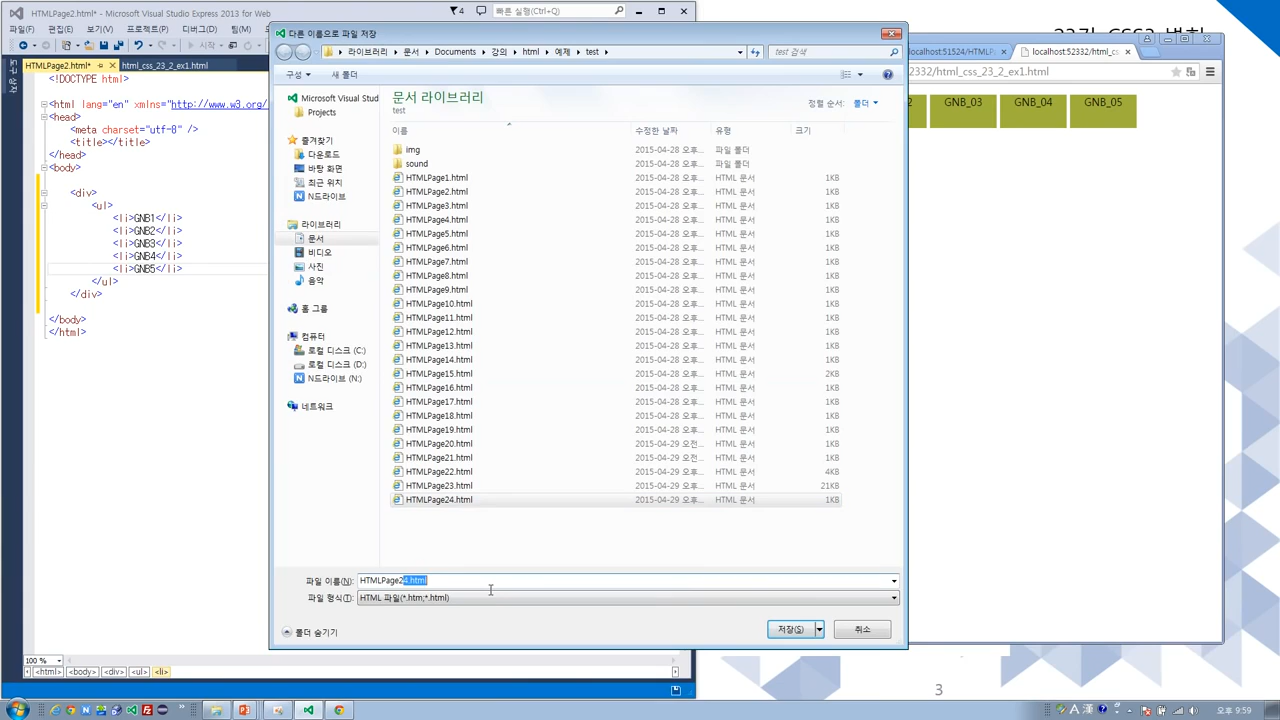 HTMLPage2.html - Microsoft Visual Studio Express 2013 for Web
4
빠른 실행(Ctrl+Q)
파일(F) 편집(E) 보기(V) 프로젝트(P) 디버그(D) 팀(M)
HTMLPage2.html* html_css_23_2_ex1.html
도구 상자
<!DOCTYPE html>
<html lang="en" xmlns="http://www.w3.org/
<head>
<meta charset="utf-8" />
<title></title>
</head>
<body>
<div>
<ul>
<li>GNB1</li>
<li>GNB2</li>
<li>GNB3</li>
<li>GNB4</li>
<li>GNB5</li>
</ul>
</div>
</body>
</html>
100 %
<html> <body> <div> <ul> <li>
다른 이름으로 파일 저장
라이브러리 문서 Documents 강의 html 예제 test
test 검색
구성 새 폴더
Microsoft Visual Stud
Projects
즐겨찾기
다운로드
바탕 화면
최근 위치
N드라이브
라이브러리
문서
비디오
사진
음악
홈 그룹
컴퓨터
로컬 디스크 (C:)
로컬 디스크 (D:)
N드라이브 (N:)
네트워크
문서 라이브러리
test
정렬 순서: 폴더
이름 수정한 날짜 유형 크기
img 2015-04-28 오후... 파일 폴더
sound 2015-04-28 오후... 파일 폴더
HTMLPage1.html 2015-04-28 오후... HTML 문서 1KB
HTMLPage2.html 2015-04-28 오후... HTML 문서 1KB
HTMLPage3.html 2015-04-28 오후... HTML 문서 1KB
HTMLPage4.html 2015-04-28 오후... HTML 문서 1KB
HTMLPage5.html 2015-04-28 오후... HTML 문서 1KB
HTMLPage6.html 2015-04-28 오후... HTML 문서 1KB
HTMLPage7.html 2015-04-28 오후... HTML 문서 1KB
HTMLPage8.html 2015-04-28 오후... HTML 문서 1KB
HTMLPage9.html 2015-04-28 오후... HTML 문서 1KB
HTMLPage10.html 2015-04-28 오후... HTML 문서 1KB
HTMLPage11.html 2015-04-28 오후... HTML 문서 1KB
HTMLPage12.html 2015-04-28 오후... HTML 문서 1KB
HTMLPage13.html 2015-04-28 오후... HTML 문서 1KB
HTMLPage14.html 2015-04-28 오후... HTML 문서 1KB
HTMLPage15.html 2015-04-28 오후... HTML 문서 2KB
HTMLPage16.html 2015-04-28 오후... HTML 문서 1KB
HTMLPage17.html 2015-04-28 오후... HTML 문서 1KB
HTMLPage18.html 2015-04-28 오후... HTML 문서 1KB
HTMLPage19.html 2015-04-28 오후... HTML 문서 1KB
HTMLPage20.html 2015-04-29 오전... HTML 문서 1KB
HTMLPage21.html 2015-04-29 오전... HTML 문서 1KB
HTMLPage22.html 2015-04-29 오후... HTML 문서 4KB
HTMLPage23.html 2015-04-29 오후... HTML 문서 21KB
HTMLPage24.html 2015-04-29 오후... HTML 문서 1KB
파일 이름(N): HTMLPage24.html
파일 형식(T): HTML 파일(*.htm;*.html)
폴더 숨기기
저장(S) 취소
localhost:51524/HTMLP localhost:52332/html_cs
2332/html_css_23_2_ex1.html
2 GNB_03 GNB_04 GNB_05
3
A 漢
오후 9:59